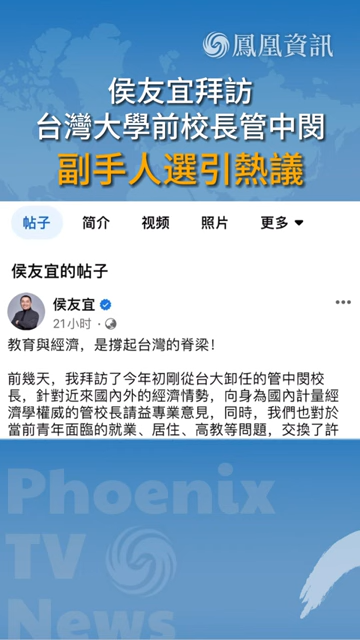 鳳凰資訊
侯友宜拜訪
台灣大學前校長管中閔
副手人選引熱議
帖子 简介 视频 照片 更多
侯友宜的帖子
侯友宜
21小时
教育與經濟，是撐起台灣的脊梁！
前幾天，我拜訪了今年初剛從台大卸任的管中閔校
長，針對近來國內外的經濟情勢，向身為國內計量經
濟學權威的管校長請益專業意見，同時，我們也對於
當前青年面臨的就業、居住、高教等問題，交換了許
Phoenix
TV
News